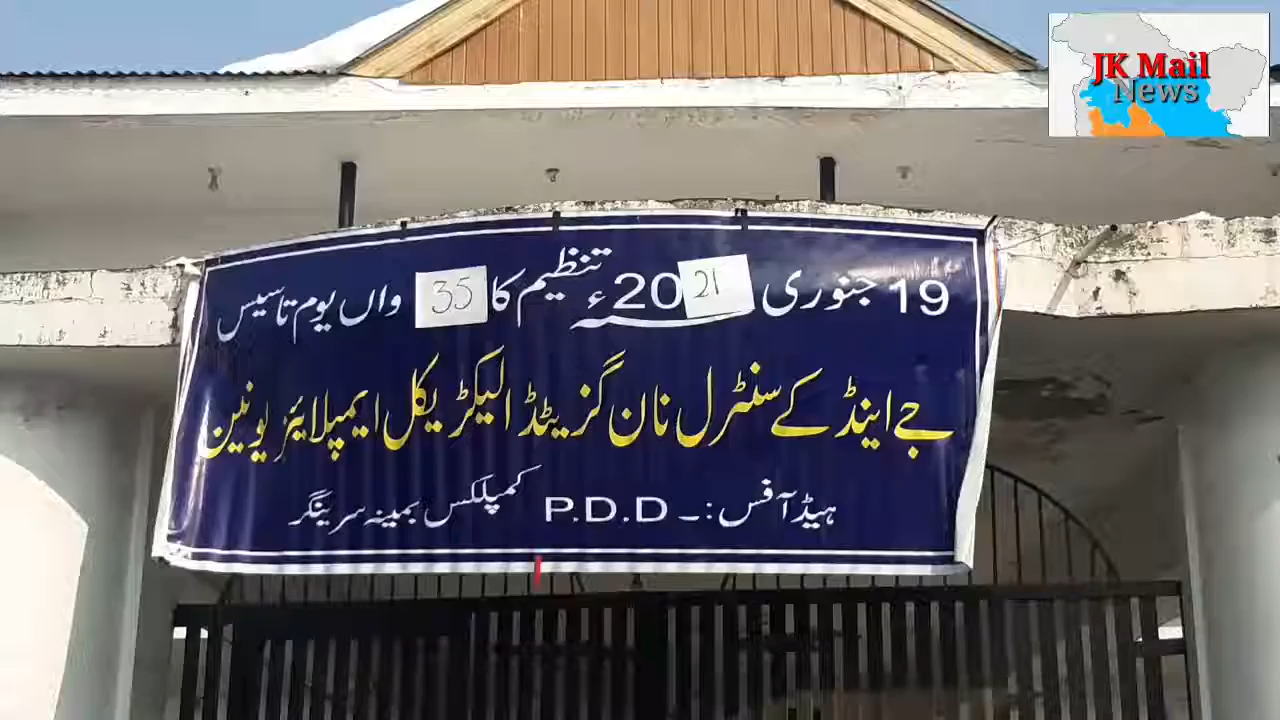 JK Mail
News
19 جنوری 2021ء تنظیم کا 35 واں یوم تاسیس
جے اینڈ کے سنٹرل نان گزیٹڈ الیکٹریکل ایمپلائیز یونین
ہیڈ آفس :۔ P.D.D کمپلکس بمینہ سرینگر